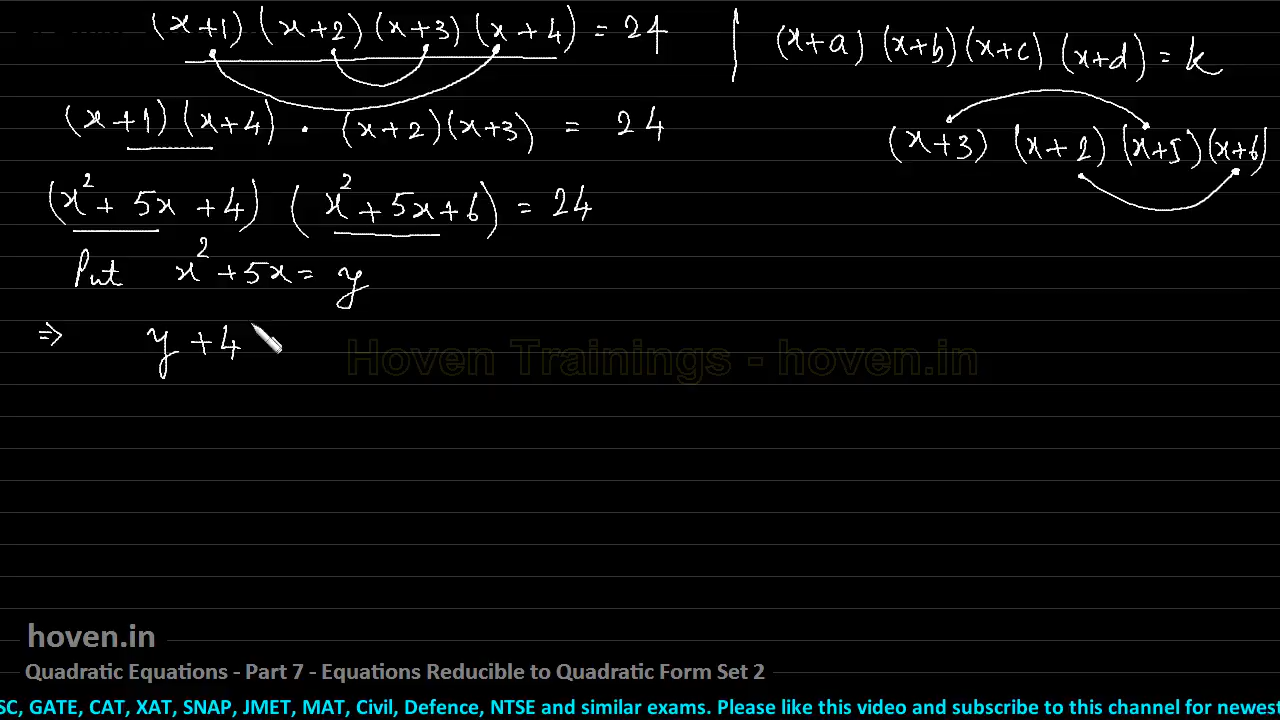 (x+1) (x+2) (x+3) (x+4) = 24
(x+a) (x+b) (x+c) (x+d) = k
(x+1)(x+4) · (x+2)(x+3) = 24
(x+3) (x+2) (x+5) (x+6)
(x² + 5x + 4) (x² + 5x + 6) = 24
Put x² + 5x = y
⇒ y + 4
Hoven Trainings - hoven.in
hoven.in
Quadratic Equations - Part 7 - Equations Reducible to Quadratic Form Set 2
SC, GATE, CAT, XAT, SNAP, JMET, MAT, Civil, Defence, NTSE and similar exams. Please like this video and subscribe to this channel for newest